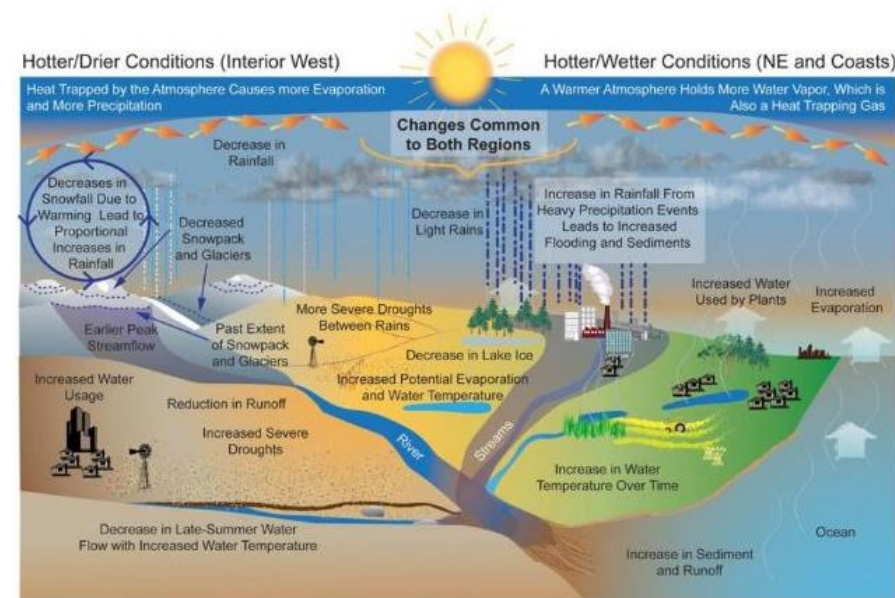 Hotter/Drier Conditions (Interior West)
Hotter/Wetter Conditions (NE and Coasts)
Heat Trapped by the Atmosphere Causes more Evaporation
and More Precipitation
A Warmer Atmosphere Holds More Water Vapor, Which is
Also a Heat Trapping Gas
Changes Common
to Both Regions
Decrease in
Rainfall
Decreases in
Snowfall Due to
Warming Lead to
Proportional
Increases in
Rainfall
Decreased
Snowpack
and Glaciers
Decrease in
Light Rains
Increase in Rainfall From
Heavy Precipitation Events
Leads to Increased
Flooding and Sediments
Increased Water
Used by Plants
Increased
Evaporation
Earlier Peak
Streamflow
Past Extent
of Snowpack
and Glaciers
More Severe Droughts
Between Rains
Decrease in Lake Ice
Increased Potential Evaporation
and Water Temperature
Increased Water
Usage
Reduction in Runoff
Increased Severe
Droughts
River
Streams
Increase in Water
Temperature Over Time
Decrease in Late-Summer Water
Flow with Increased Water Temperature
Increase in Sediment
and Runoff
Ocean